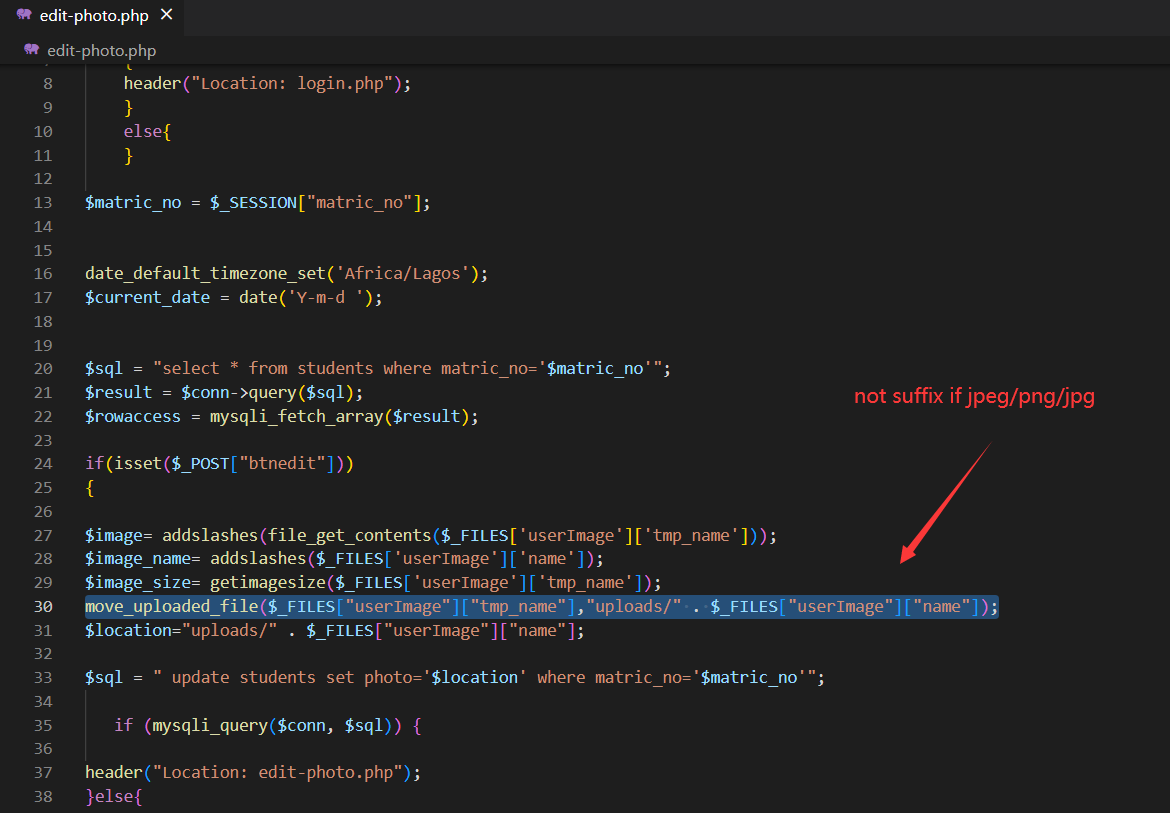 edit-photo.php
edit-photo.php
8 header("Location: login.php");
9 }
10 else{
11 }
12
13 $matric_no = $_SESSION["matric_no"];
14
15
16 date_default_timezone_set('Africa/Lagos');
17 $current_date = date('Y-m-d ');
18
19
20 $sql = "select * from students where matric_no='$matric_no'";
21 $result = $conn->query($sql);
22 $rowaccess = mysqli_fetch_array($result);
not suffix if jpeg/png/jpg
23
24 if(isset($_POST["btnedit"]))
25 {
26
27 $image= addslashes(file_get_contents($_FILES['userImage']['tmp_name']));
28 $image_name= addslashes($_FILES['userImage']['name']);
29 $image_size= getimagesize($_FILES['userImage']['tmp_name']);
30 move_uploaded_file($_FILES["userImage"]["tmp_name"],"uploads/" . $_FILES["userImage"]["name"]);
31 $location="uploads/" . $_FILES["userImage"]["name"];
32
33 $sql = " update students set photo='$location' where matric_no='$matric_no'";
34
35 if (mysqli_query($conn, $sql)) {
36
37 header("Location: edit-photo.php");
38 }else{